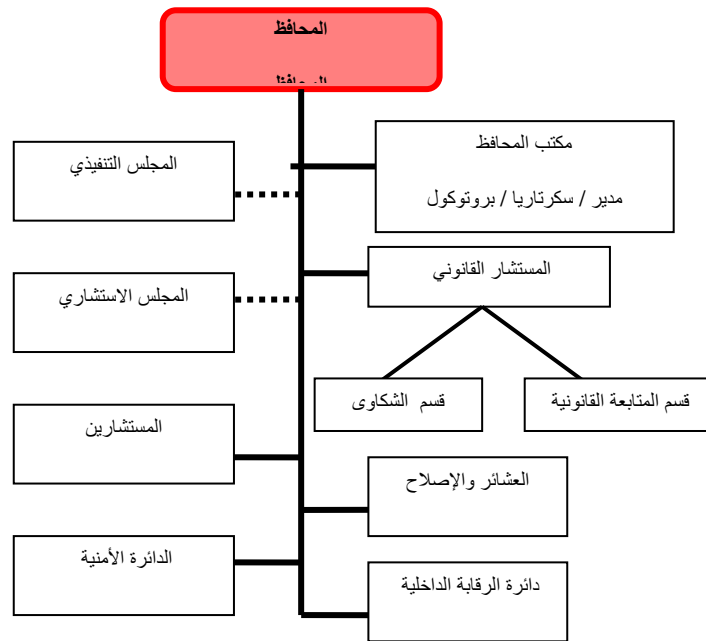 المحافظ
المحافظ
مكتب المحافظ
مدير / سكرتاريا / بروتوكول
المجلس التنفيذي
المستشار القانوني
المجلس الاستشاري
قسم المتابعة القانونية
قسم الشكاوى
المستشارين
العشائر والإصلاح
الدائرة الأمنية
دائرة الرقابة الداخلية